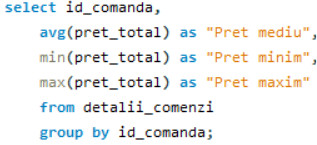 select id_comanda,
avg(pret_total) as "Pret mediu",
min(pret_total) as "Pret minim",
max(pret_total) as "Pret maxim"
from detalii_comenzi
group by id_comanda;